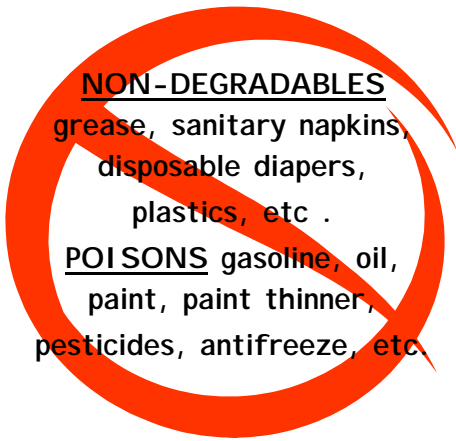 NON-DEGRADABLES
grease, sanitary napkins,
disposable diapers,
plastics, etc .
POISONS gasoline, oil,
paint, paint thinner,
pesticides, antifreeze, etc.